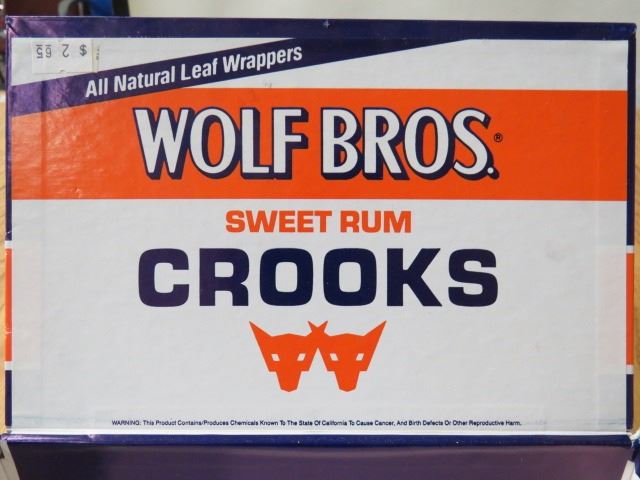 $ 2 65
All Natural Leaf Wrappers
WOLF BROS.®
SWEET RUM
CROOKS
WARNING: This Product Contains/Produces Chemicals Known To The State Of California To Cause Cancer, And Birth Defects Or Other Reproductive Harm.